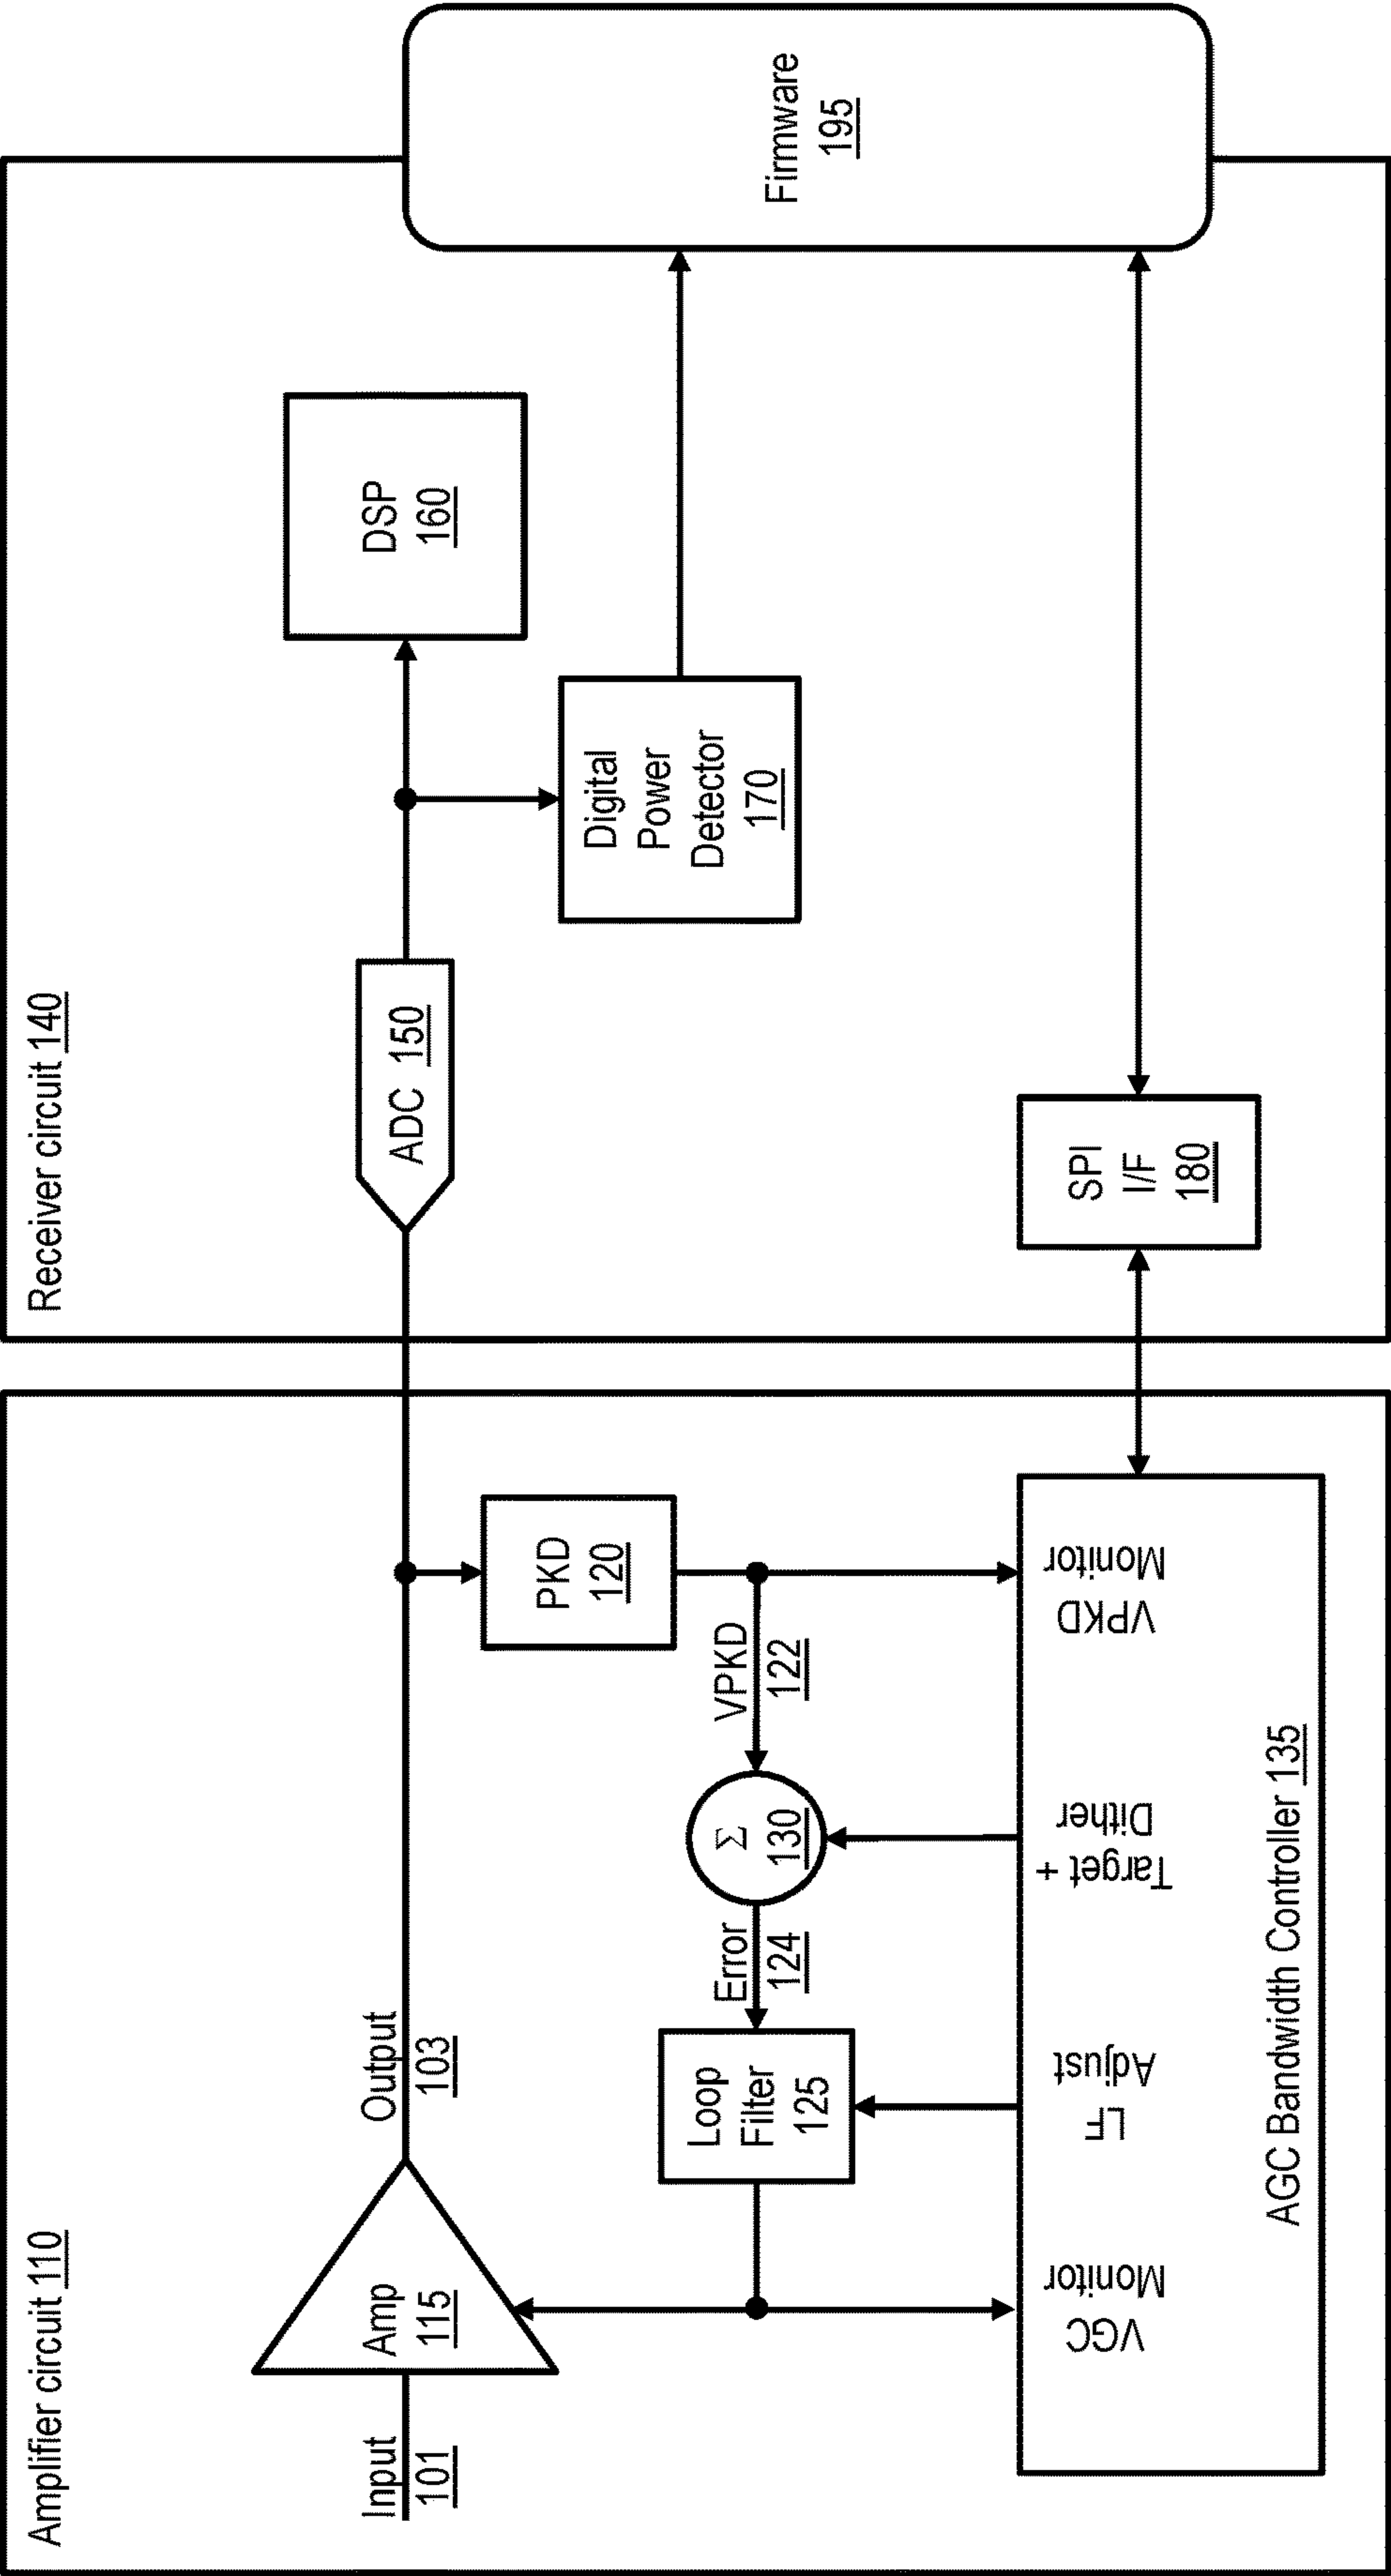 Amplifier circuit 110
Input
101
Amp
115
Output
103
PKD
120
VPKD
122
Σ
130
Error
124
Loop
Filter
125
VGC
Monitor
LF
Adjust
Target +
Dither
VPKD
Monitor
AGC Bandwidth Controller 135
Receiver circuit 140
ADC 150
DSP
160
Digital
Power
Detector
170
SPI
I/F
180
Firmware
195